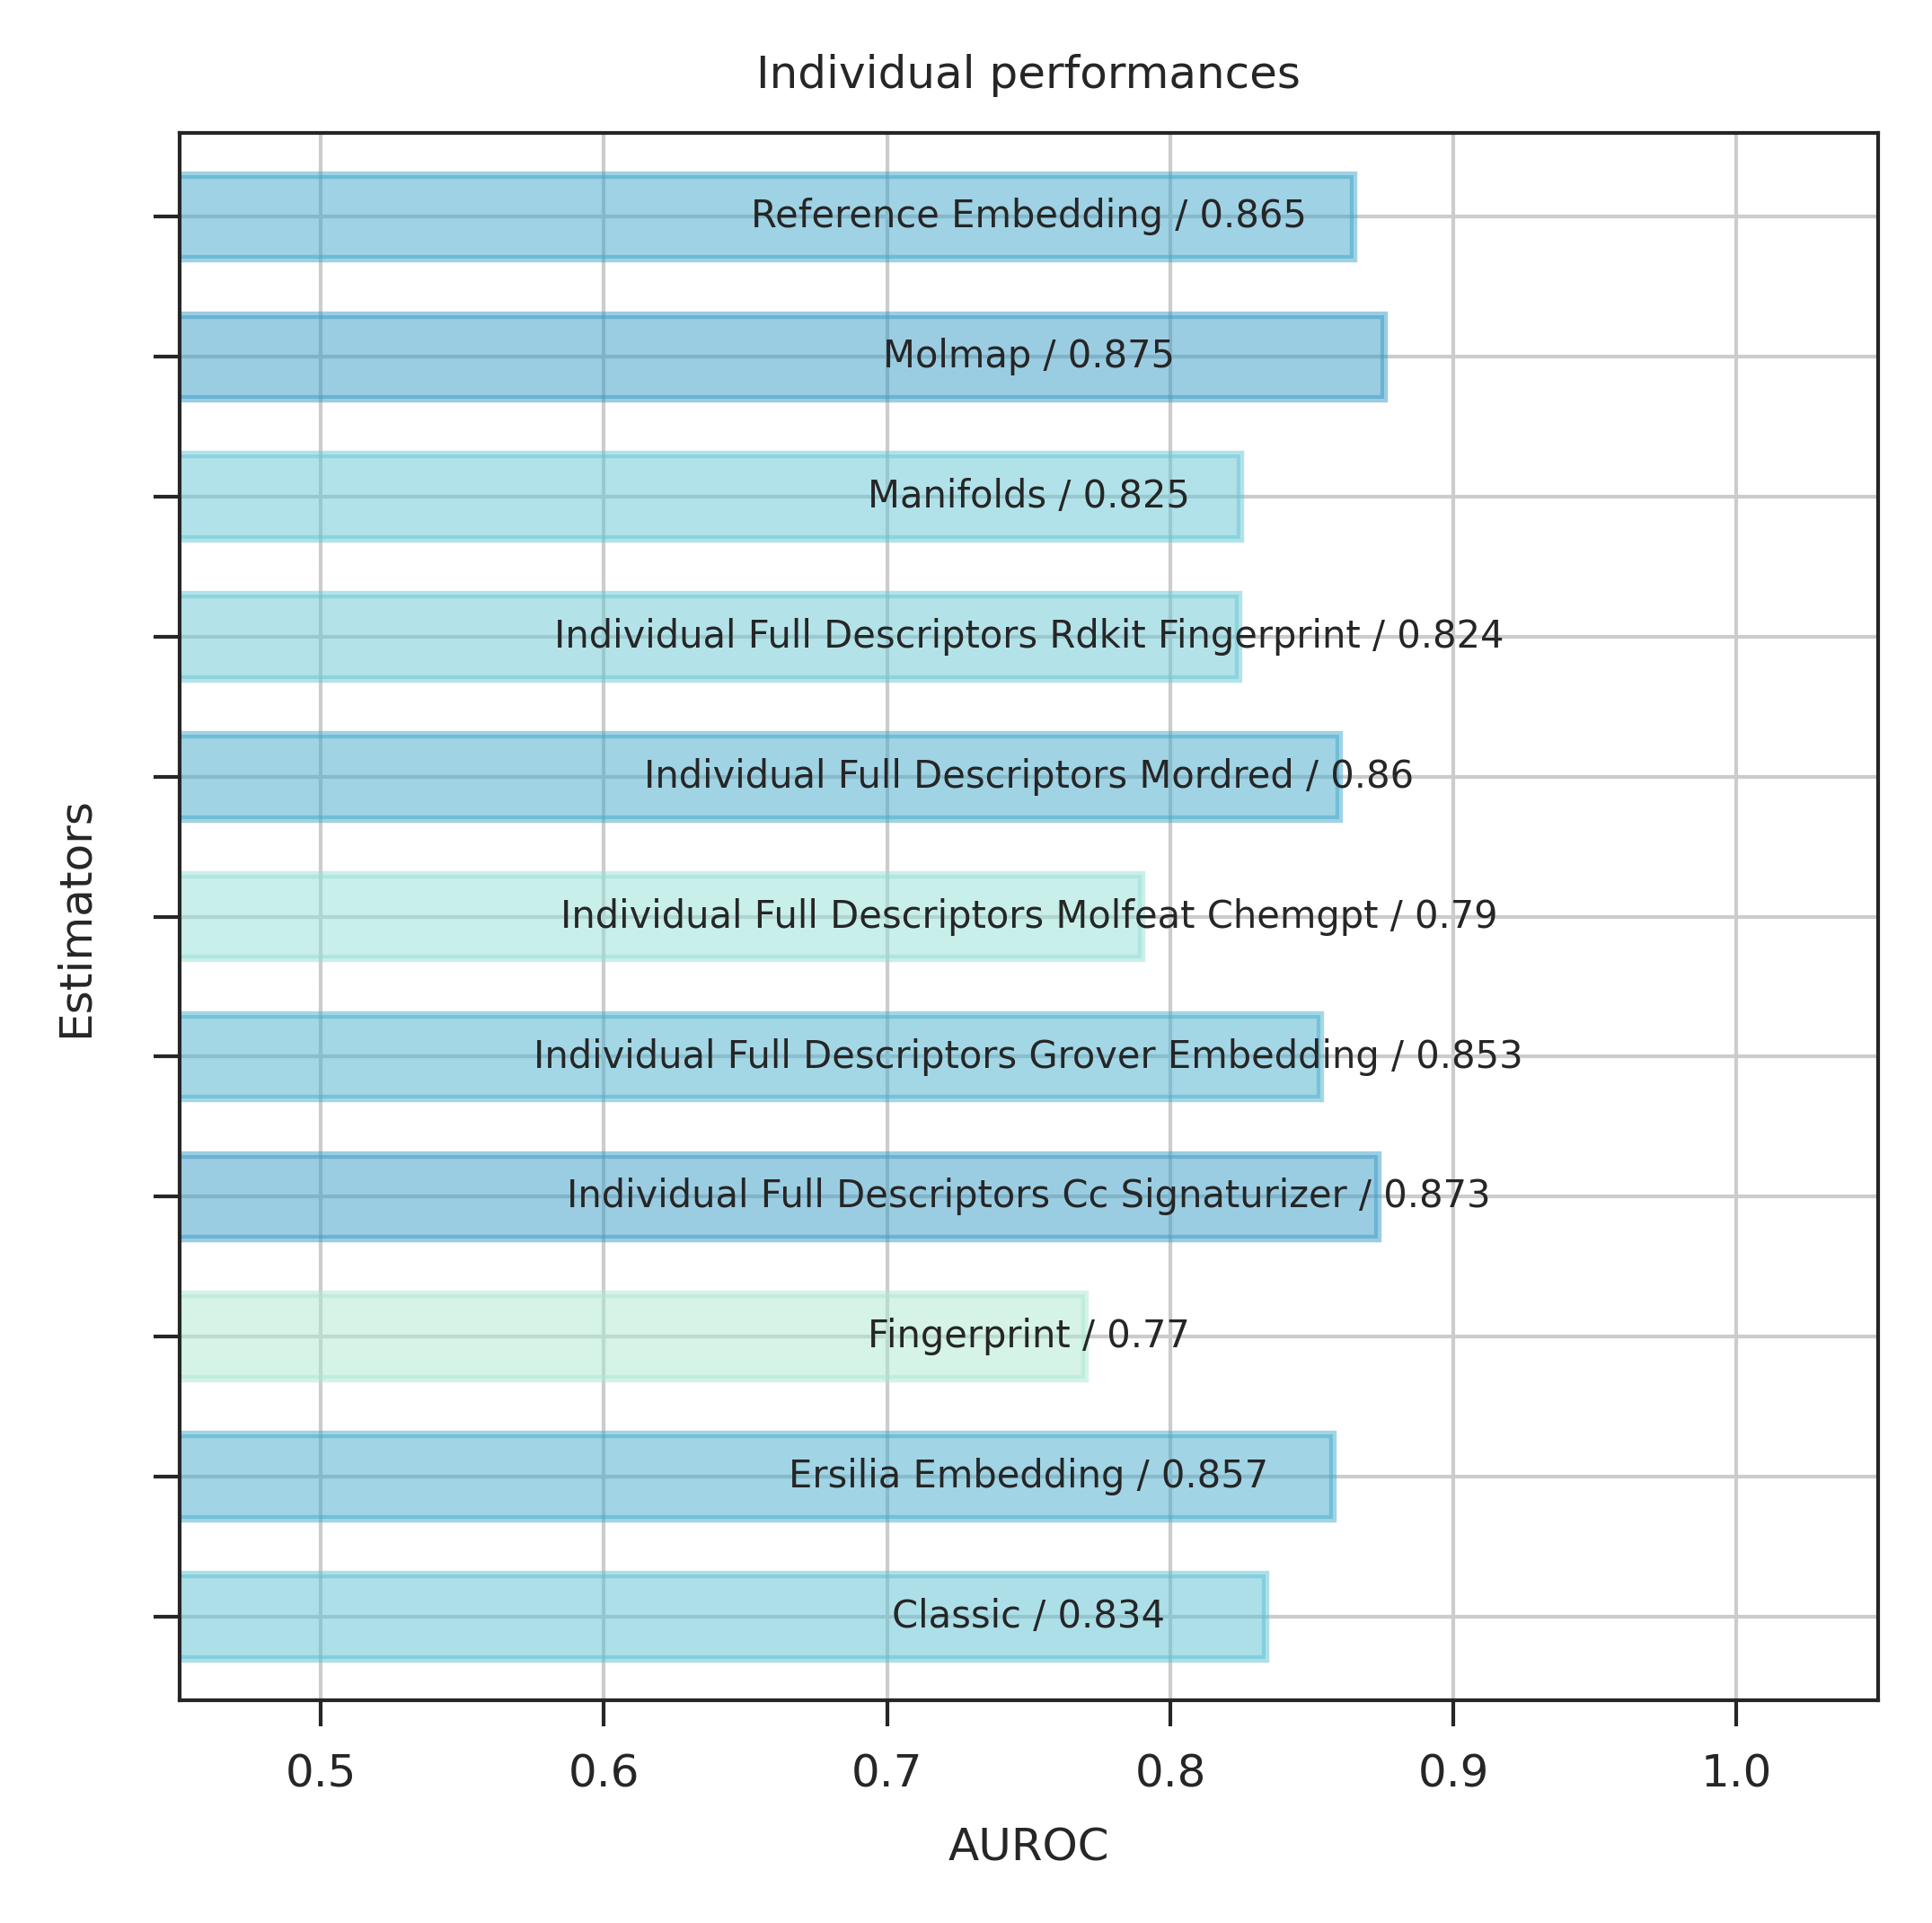 Individual performances
Reference Embedding / 0.865
Molmap / 0.875
Manifolds / 0.825
Individual Full Descriptors Rdkit Fingerprint / 0.824
Individual Full Descriptors Mordred / 0.86
Individual Full Descriptors Molfeat Chemgpt / 0.79
Individual Full Descriptors Grover Embedding / 0.853
Individual Full Descriptors Cc Signaturizer / 0.873
Fingerprint / 0.77
Ersilia Embedding / 0.857
Classic / 0.834
Estimators
0.5 0.6 0.7 0.8 0.9 1.0
AUROC